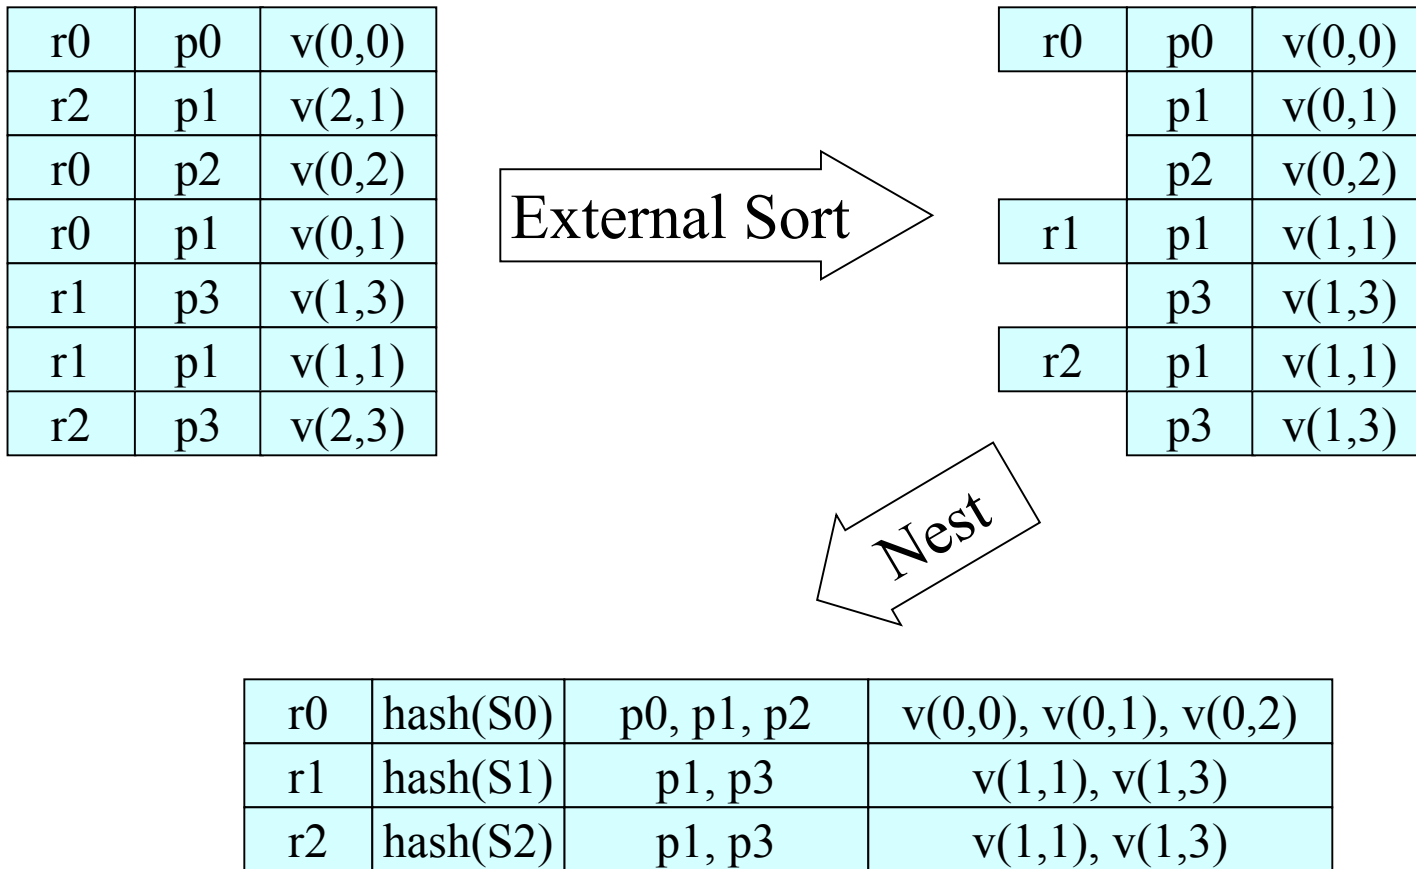 r0 p0 v(0,0)
r2 p1 v(2,1)
r0 p2 v(0,2)
r0 p1 v(0,1)
r1 p3 v(1,3)
r1 p1 v(1,1)
r2 p3 v(2,3)
External Sort
r0 p0 v(0,0)
p1 v(0,1)
p2 v(0,2)
r1 p1 v(1,1)
p3 v(1,3)
r2 p1 v(1,1)
p3 v(1,3)
Nest
r0 hash(S0) p0, p1, p2 v(0,0), v(0,1), v(0,2)
r1 hash(S1) p1, p3 v(1,1), v(1,3)
r2 hash(S2) p1, p3 v(1,1), v(1,3)